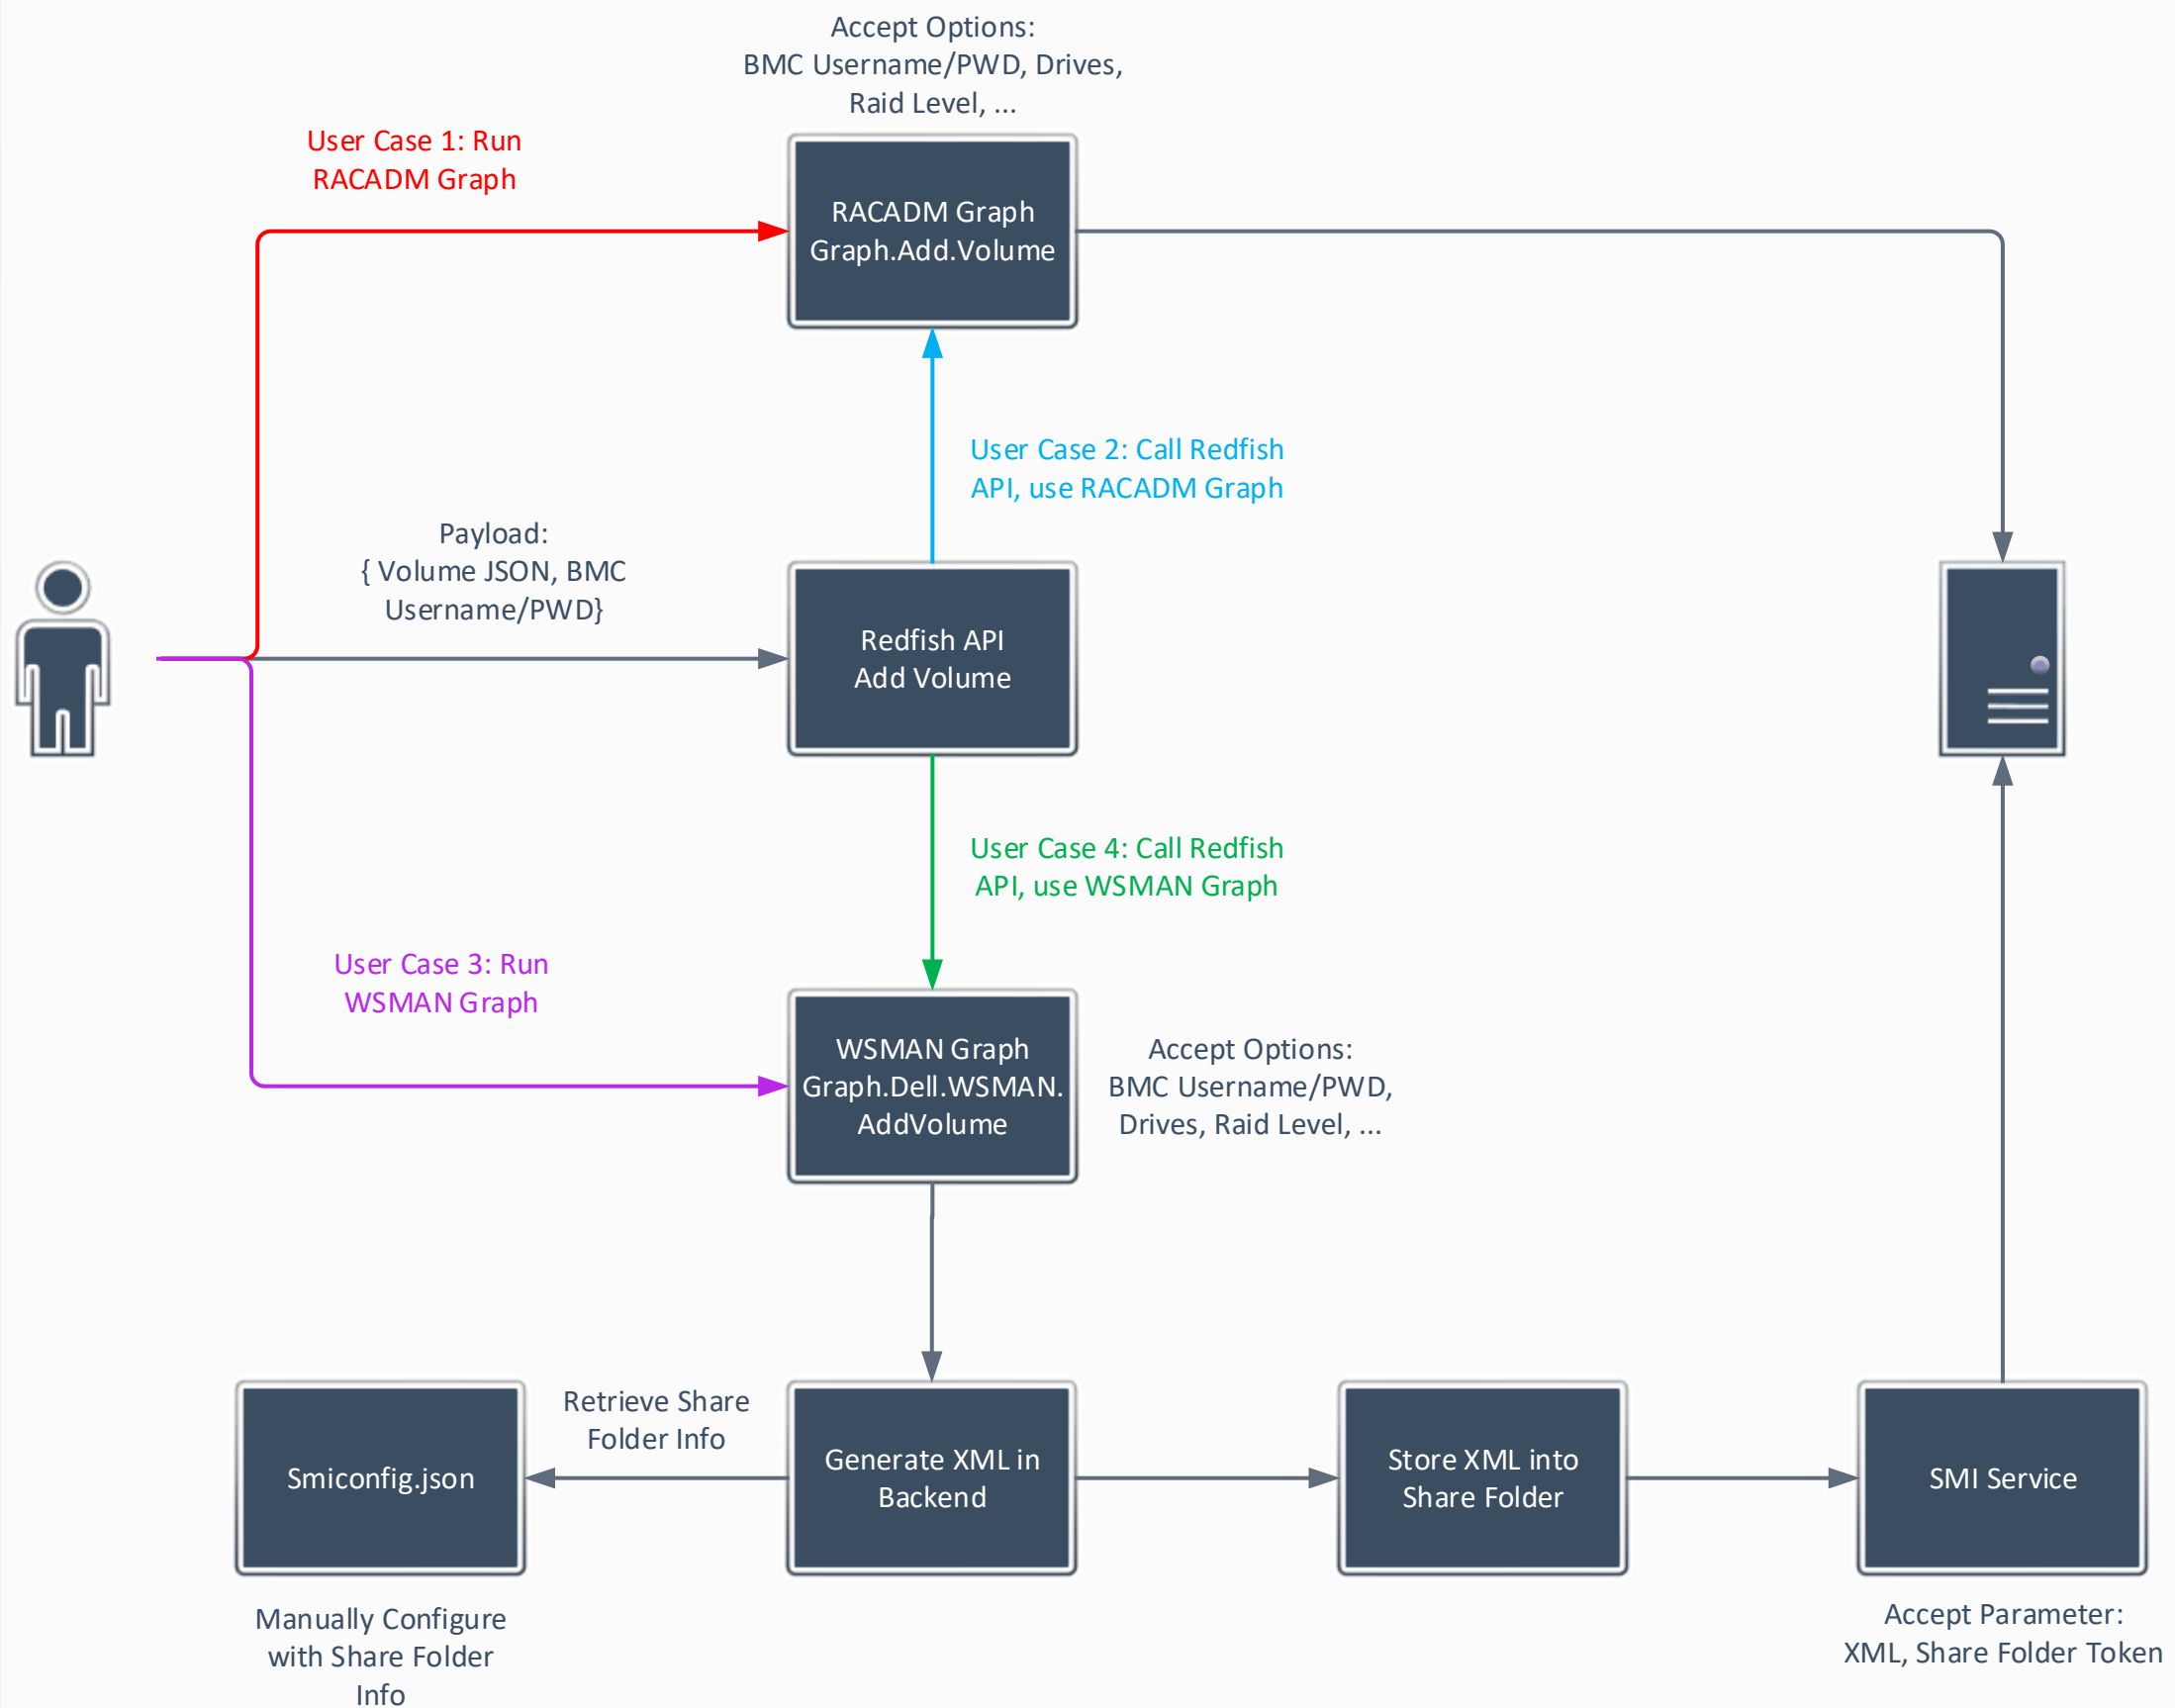 Accept Options:
BMC Username/PWD, Drives,
Raid Level, ...
User Case 1: Run
RACADM Graph
RACADM Graph
Graph.Add.Volume
User Case 2: Call Redfish
API, use RACADM Graph
Payload:
{ Volume JSON, BMC
Username/PWD}
Redfish API
Add Volume
User Case 4: Call Redfish
API, use WSMAN Graph
User Case 3: Run
WSMAN Graph
WSMAN Graph
Graph.Dell.WSMAN.
AddVolume
Accept Options:
BMC Username/PWD,
Drives, Raid Level, ...
Smiconfig.json
Retrieve Share
Folder Info
Generate XML in
Backend
Store XML into
Share Folder
SMI Service
Manually Configure
with Share Folder
Info
Accept Parameter:
XML, Share Folder Token